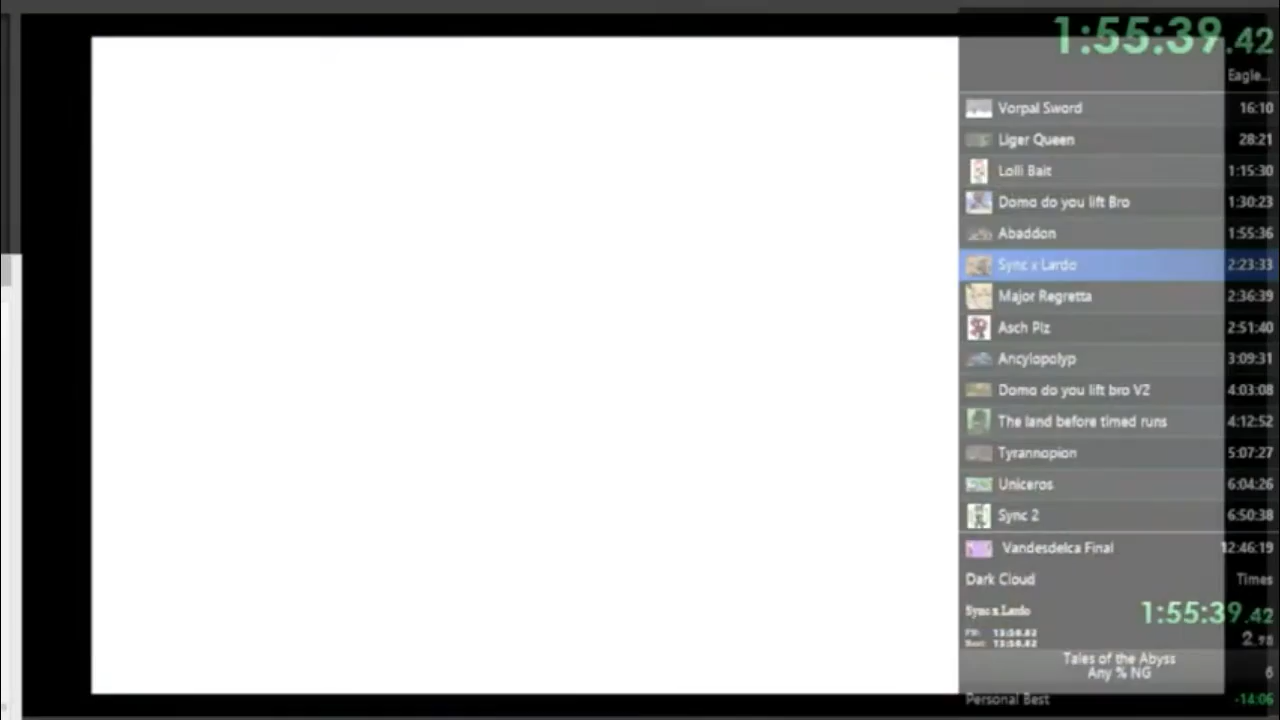 1:55:39.42
Eagle...
Vorpal Sword 16:10
Liger Queen 28:21
Lolli Bait 1:15:30
Domo do you lift Bro 1:30:23
Abaddon 1:55:36
Sync x Lardo 2:23:33
Major Regretta 2:36:39
Asch Plz 2:51:40
Ancylopolyp 3:09:31
Domo do you lift bro V2 4:03:08
The land before timed runs 4:12:52
Tyrannopion 5:07:27
Uniceros 6:04:26
Sync 2 6:50:38
Vandesdelca Final 12:46:19
Dark Cloud Times
Sync x Lardo 1:55:39.42
2.98
Tales of the Abyss
Any % NG 6
Personal Best -14:06